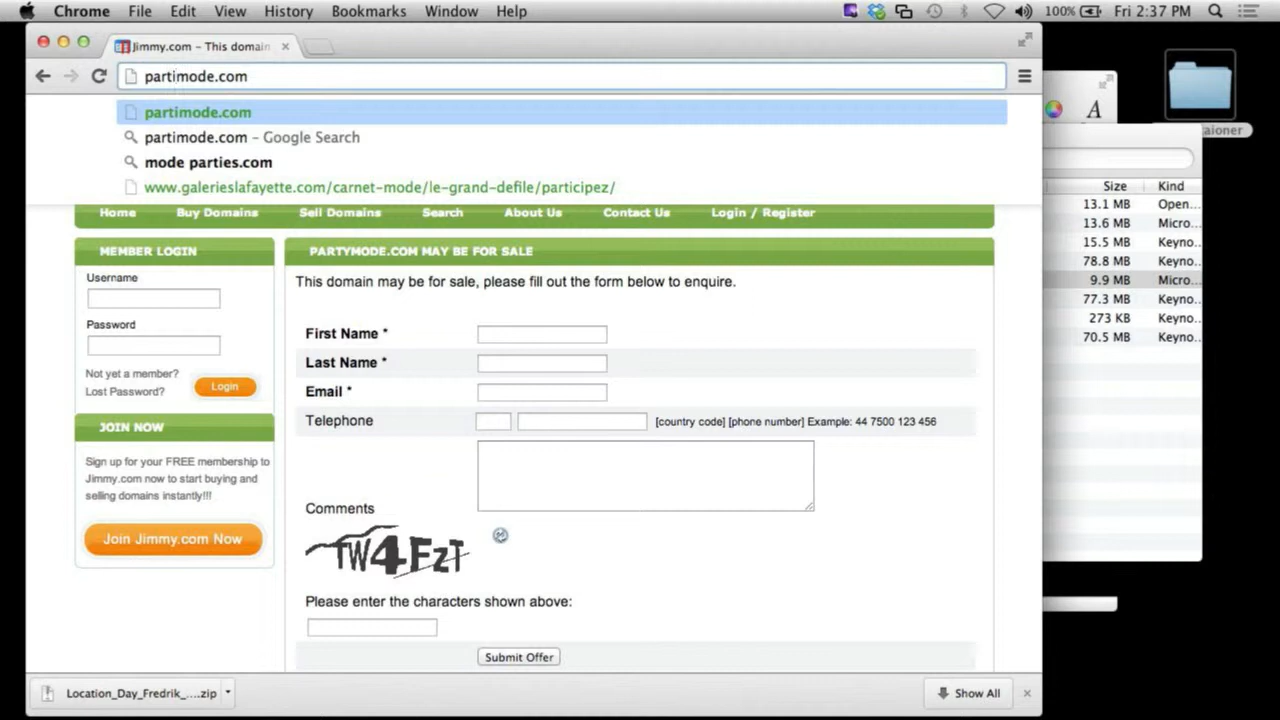 Chrome File Edit View History Bookmarks Window Help 100% Fri 2:37 PM
Jimmy.com – This domain
partimode.com
partimode.com
partimode.com – Google Search
mode parties.com
www.galerieslafayette.com/carnet-mode/le-grand-defile/participez/
A
aioner
Home Buy Domains Sell Domains Search About Us Contact Us Login / Register
MEMBER LOGIN
Username
Password
Not yet a member?
Lost Password?
Login
JOIN NOW
Sign up for your FREE membership to
Jimmy.com now to start buying and
selling domains instantly!!!
Join Jimmy.com Now
PARTYMODE.COM MAY BE FOR SALE
This domain may be for sale, please fill out the form below to enquire.
First Name *
Last Name *
Email *
Telephone [country code] [phone number] Example: 44 7500 123 456
Comments
TW4FzT
Please enter the characters shown above:
Submit Offer
Size Kind
13.1 MB Open...
13.6 MB Micro...
15.5 MB Keyno...
78.8 MB Keyno...
9.9 MB Micro...
77.3 MB Keyno...
273 KB Keyno...
70.5 MB Keyno...
Location_Day_Fredrik_....zip
Show All